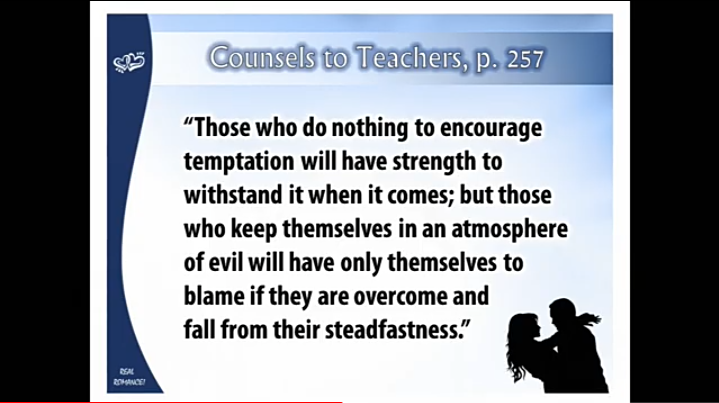 Counsels to Teachers, p. 257
“Those who do nothing to encourage
temptation will have strength to
withstand it when it comes; but those
who keep themselves in an atmosphere
of evil will have only themselves to
blame if they are overcome and
fall from their steadfastness.”
REAL
ROMANCE!